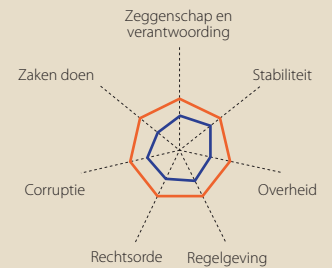 Zeggenschap en
verantwoording
Zaken doen
Stabiliteit
Corruptie
Overheid
Rechtsorde
Regelgeving